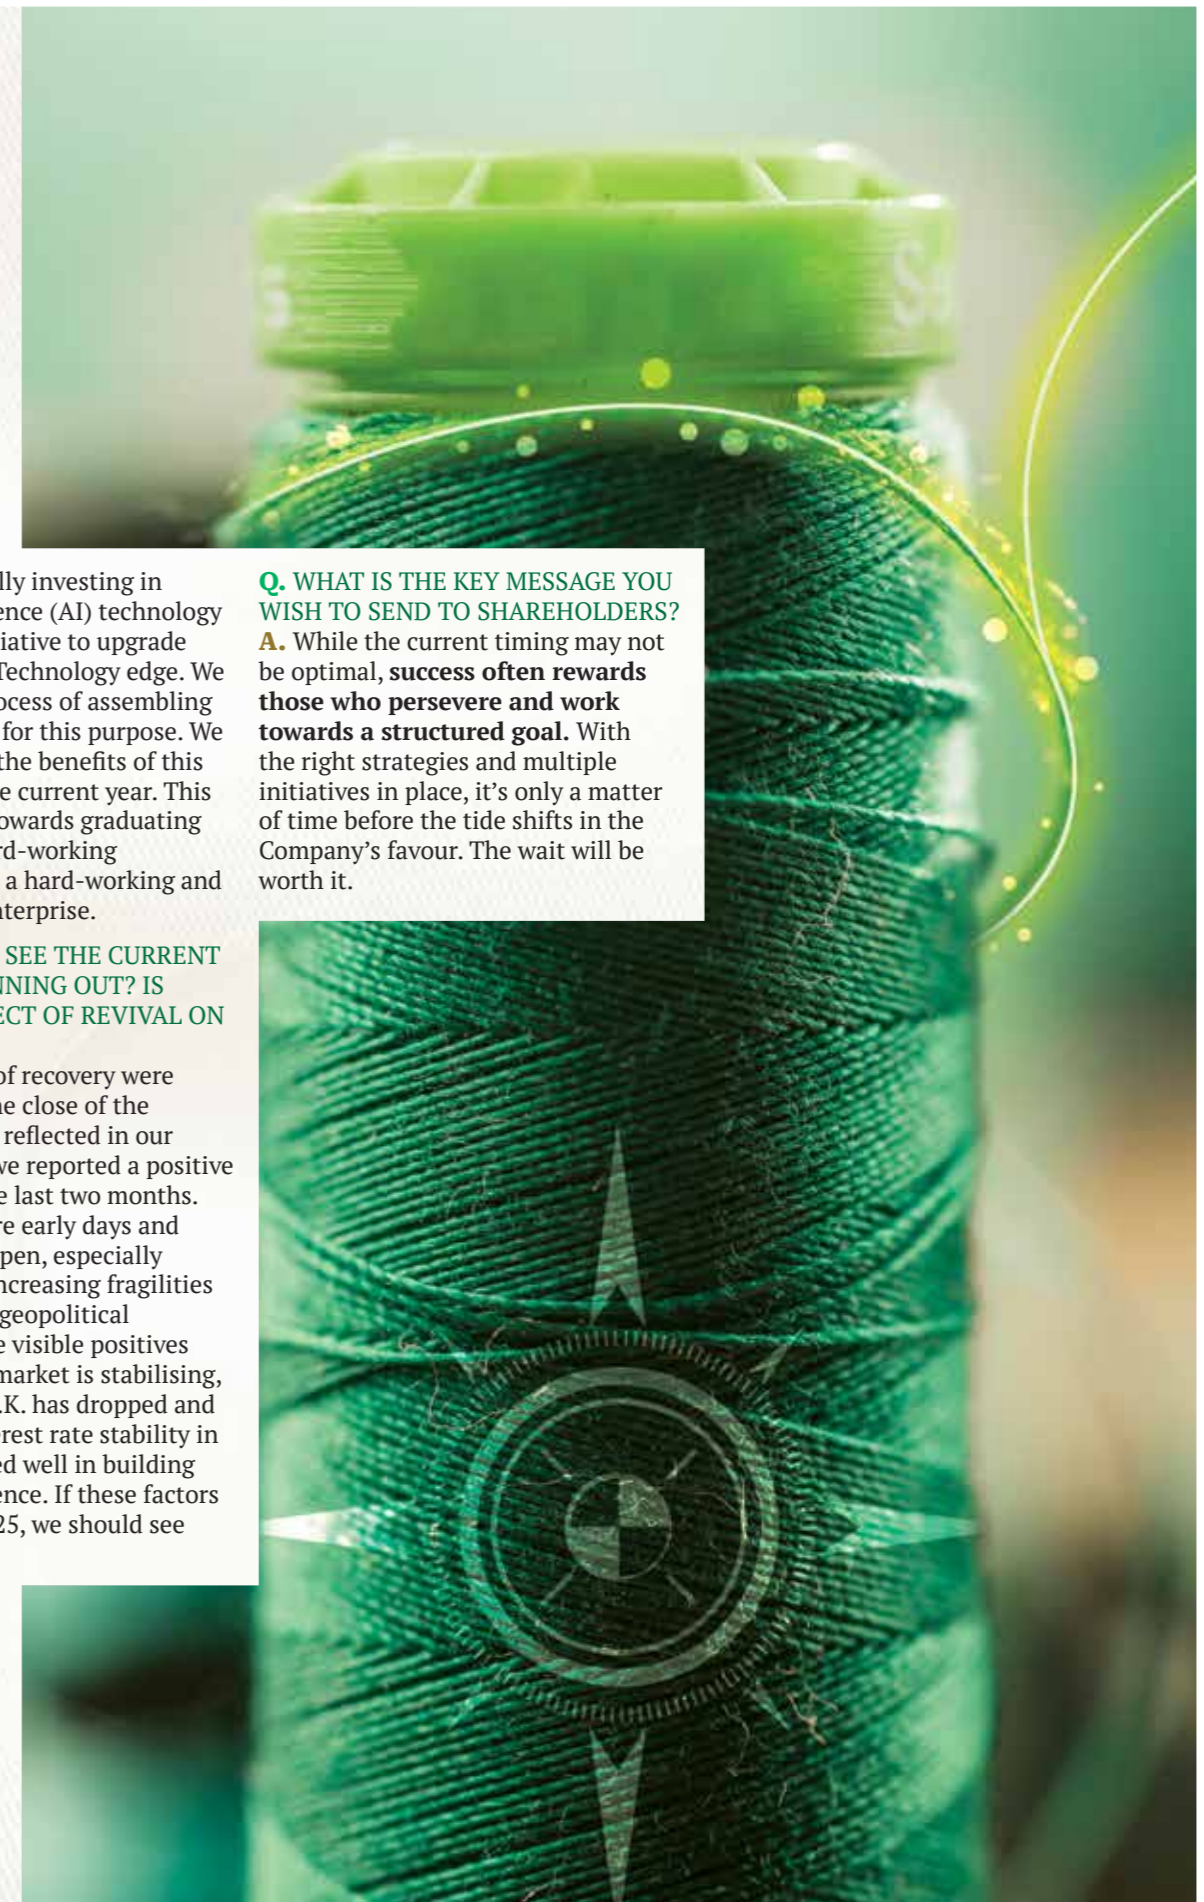 lly investing in
ence (AI) technology
iative to upgrade
Technology edge. We
ocess of assembling
for this purpose. We
the benefits of this
e current year. This
owards graduating
rd-working
a hard-working and
nterprise.
SEE THE CURRENT
NNING OUT? IS
ECT OF REVIVAL ON
of recovery were
he close of the
reflected in our
we reported a positive
e last two months.
re early days and
pen, especially
ncreasing fragilities
geopolitical
e visible positives
market is stabilising,
.K. has dropped and
rest rate stability in
ed well in building
ence. If these factors
25, we should see
Q. WHAT IS THE KEY MESSAGE YOU
WISH TO SEND TO SHAREHOLDERS?
A. While the current timing may not
be optimal, success often rewards
those who persevere and work
towards a structured goal. With
the right strategies and multiple
initiatives in place, it’s only a matter
of time before the tide shifts in the
Company’s favour. The wait will be
worth it.